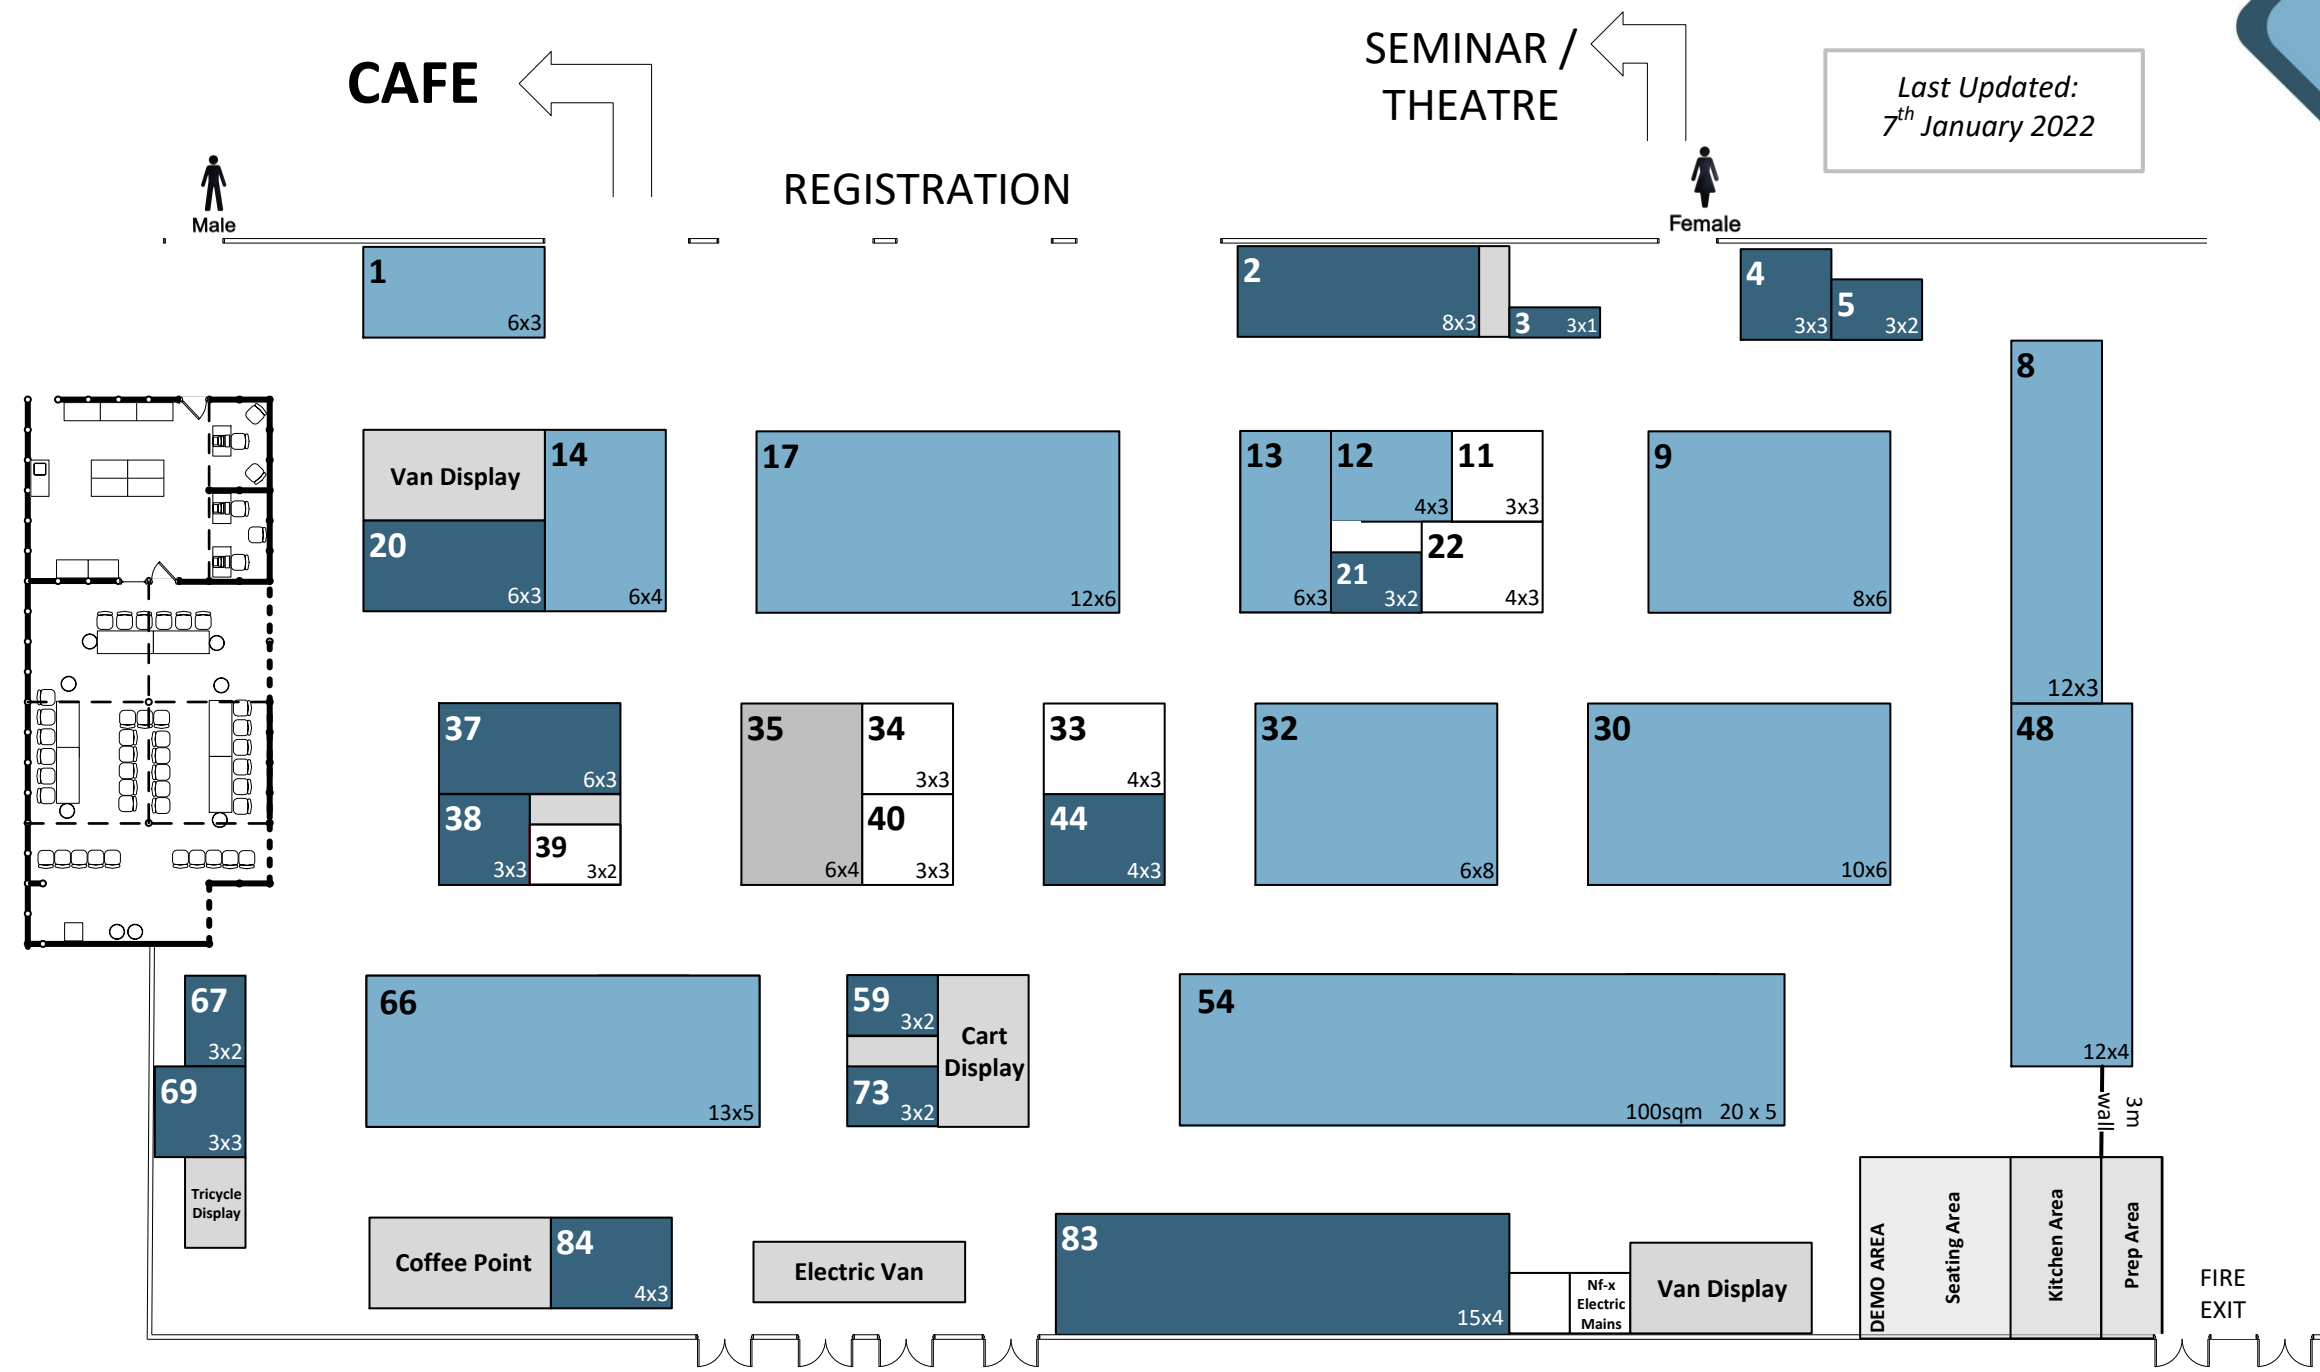 CAFE
SEMINAR /
THEATRE
Last Updated:
7th January 2022
REGISTRATION
Male
Female
1
6x3
2
8x3
3 3x1
4
3x3
5
3x2
8
12x3
Van Display
14
6x4
20
6x3
17
12x6
13
6x3
12
4x3
11
3x3
21
3x2
22
4x3
9
8x6
37
6x3
38
3x3
39
3x2
35
6x4
34
3x3
40
3x3
33
4x3
44
4x3
32
6x8
30
10x6
48
12x4
67
3x2
69
3x3
Tricycle
Display
66
13x5
59
3x2
73
3x2
Cart
Display
54
100sqm 20 x 5
3m
wall
Coffee Point
84
4x3
Electric Van
83
15x4
Nf-x
Electric
Mains
Van Display
DEMO AREA
Seating Area
Kitchen Area
Prep Area
FIRE
EXIT